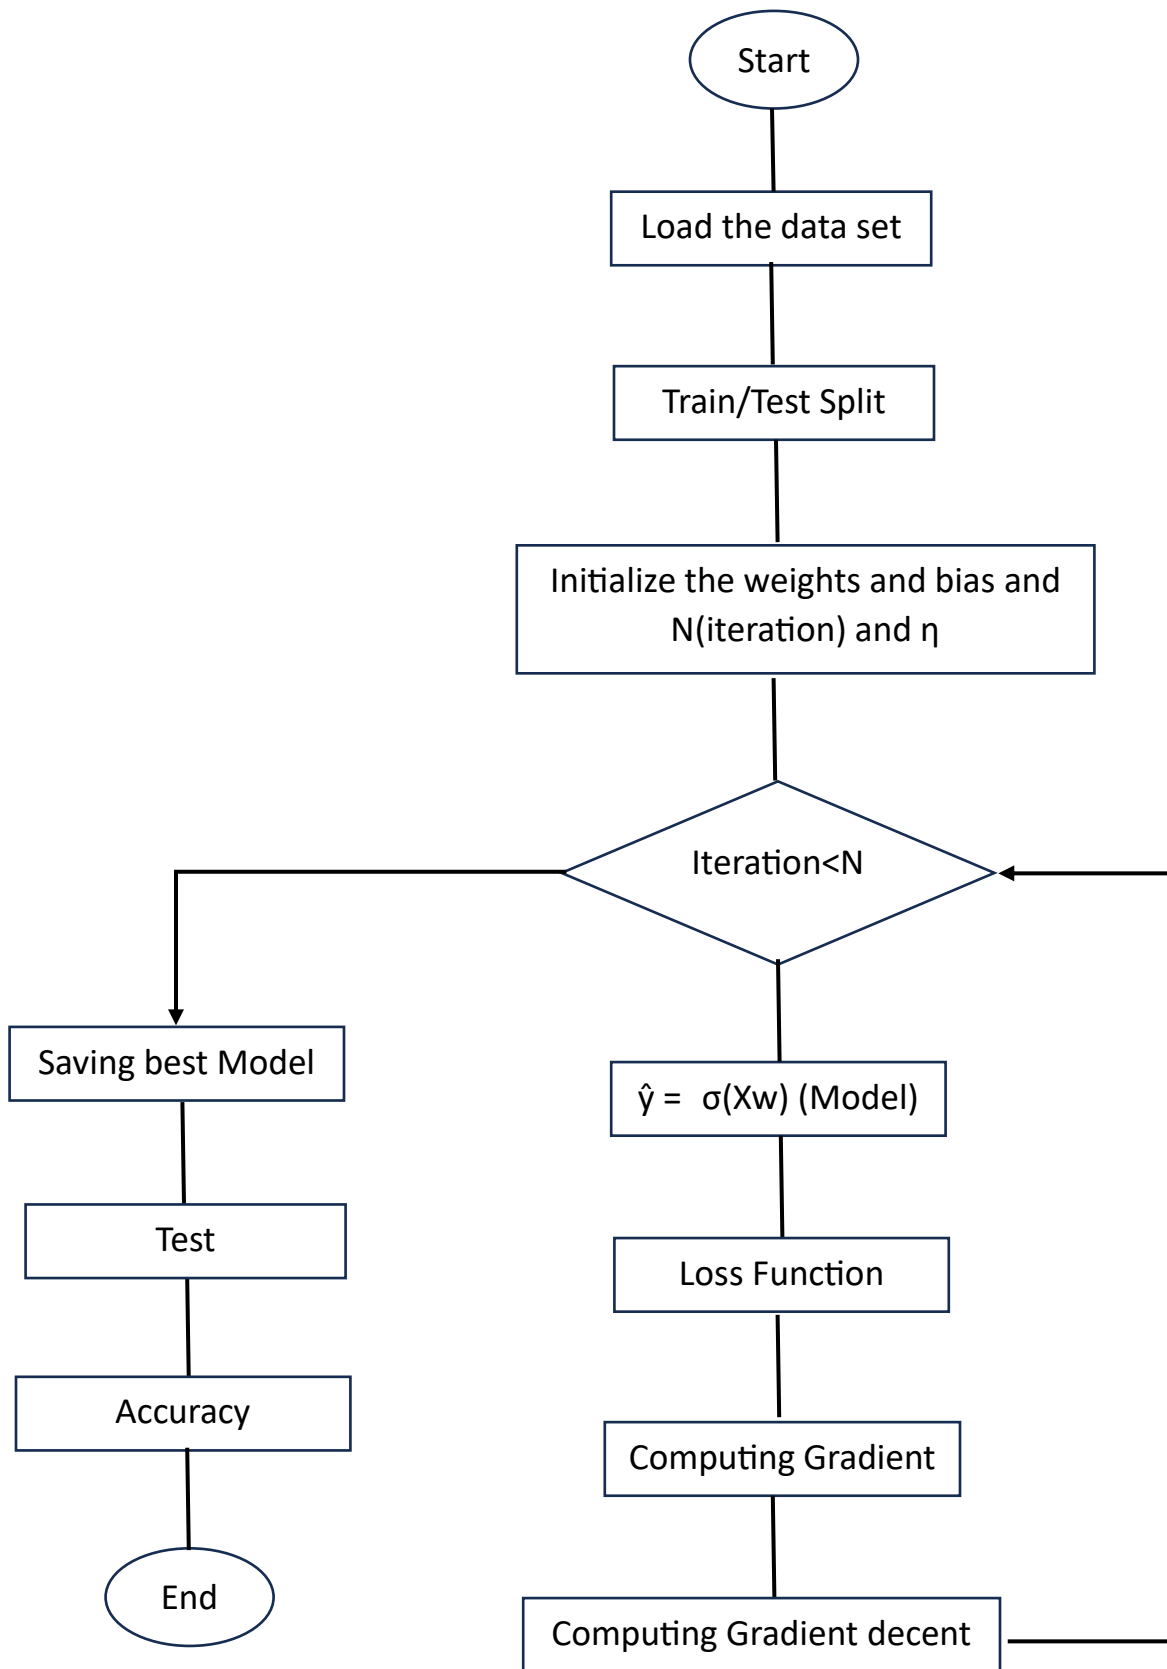 Start
Load the data set
Train/Test Split
Initialize the weights and bias and
N(iteration) and η
Iteration<N
Saving best Model
ŷ = σ(Xw) (Model)
Test
Loss Function
Accuracy
Computing Gradient
End
Computing Gradient decent